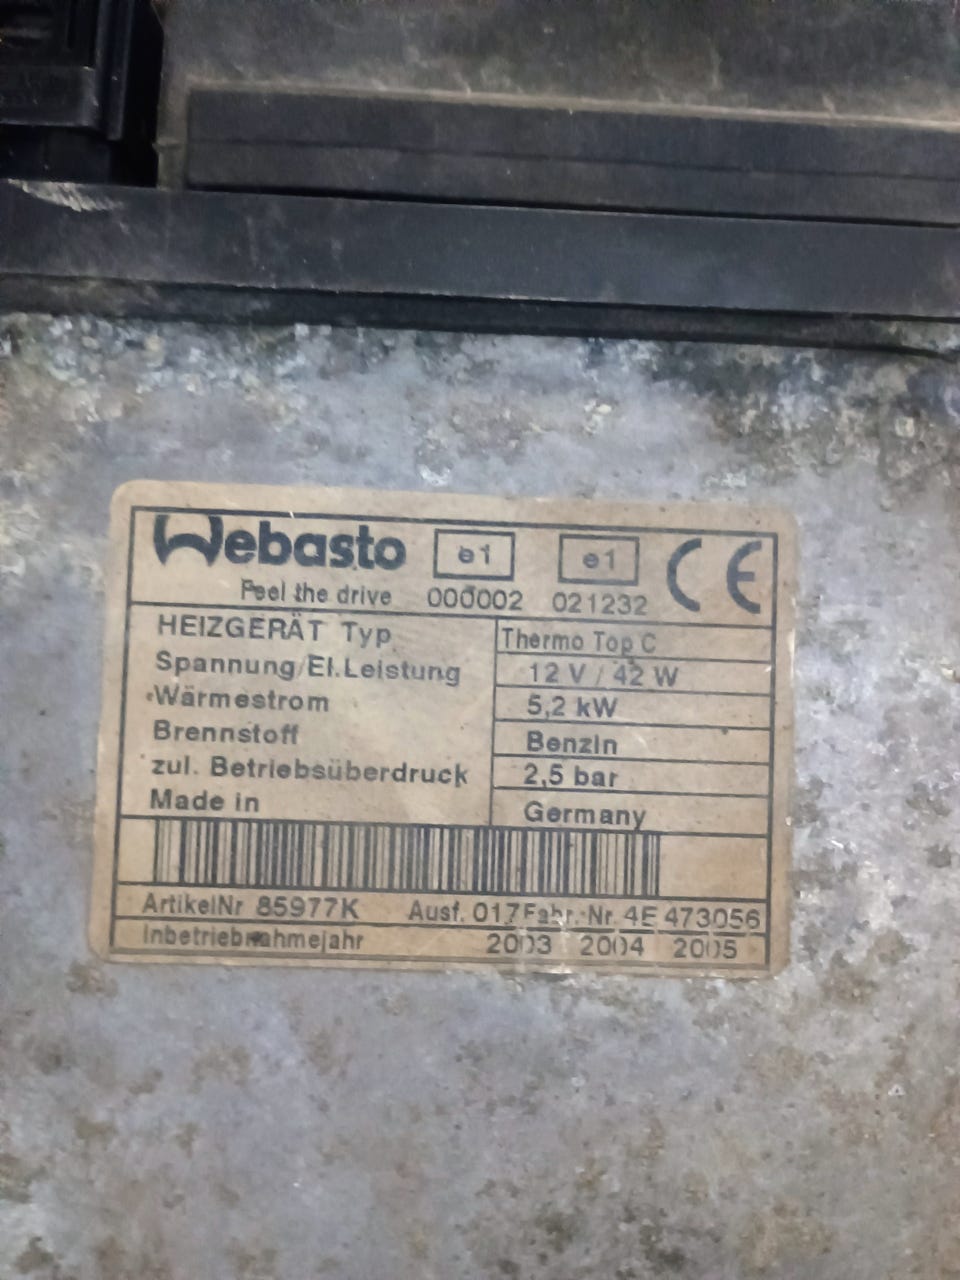 Webasto e1 e1 CE
Feel the drive 000002 021232
HEIZGERÄT Typ Thermo Top C
Spannung/El.Leistung 12 V / 42 W
Wärmestrom 5,2 kW
Brennstoff Benzin
zul. Betriebsüberdruck 2,5 bar
Made in Germany
ArtikelNr 85977K Ausf. 017 Fabr.-Nr. 4E 473056
Inbetriebnahmejahr 2003 2004 2005